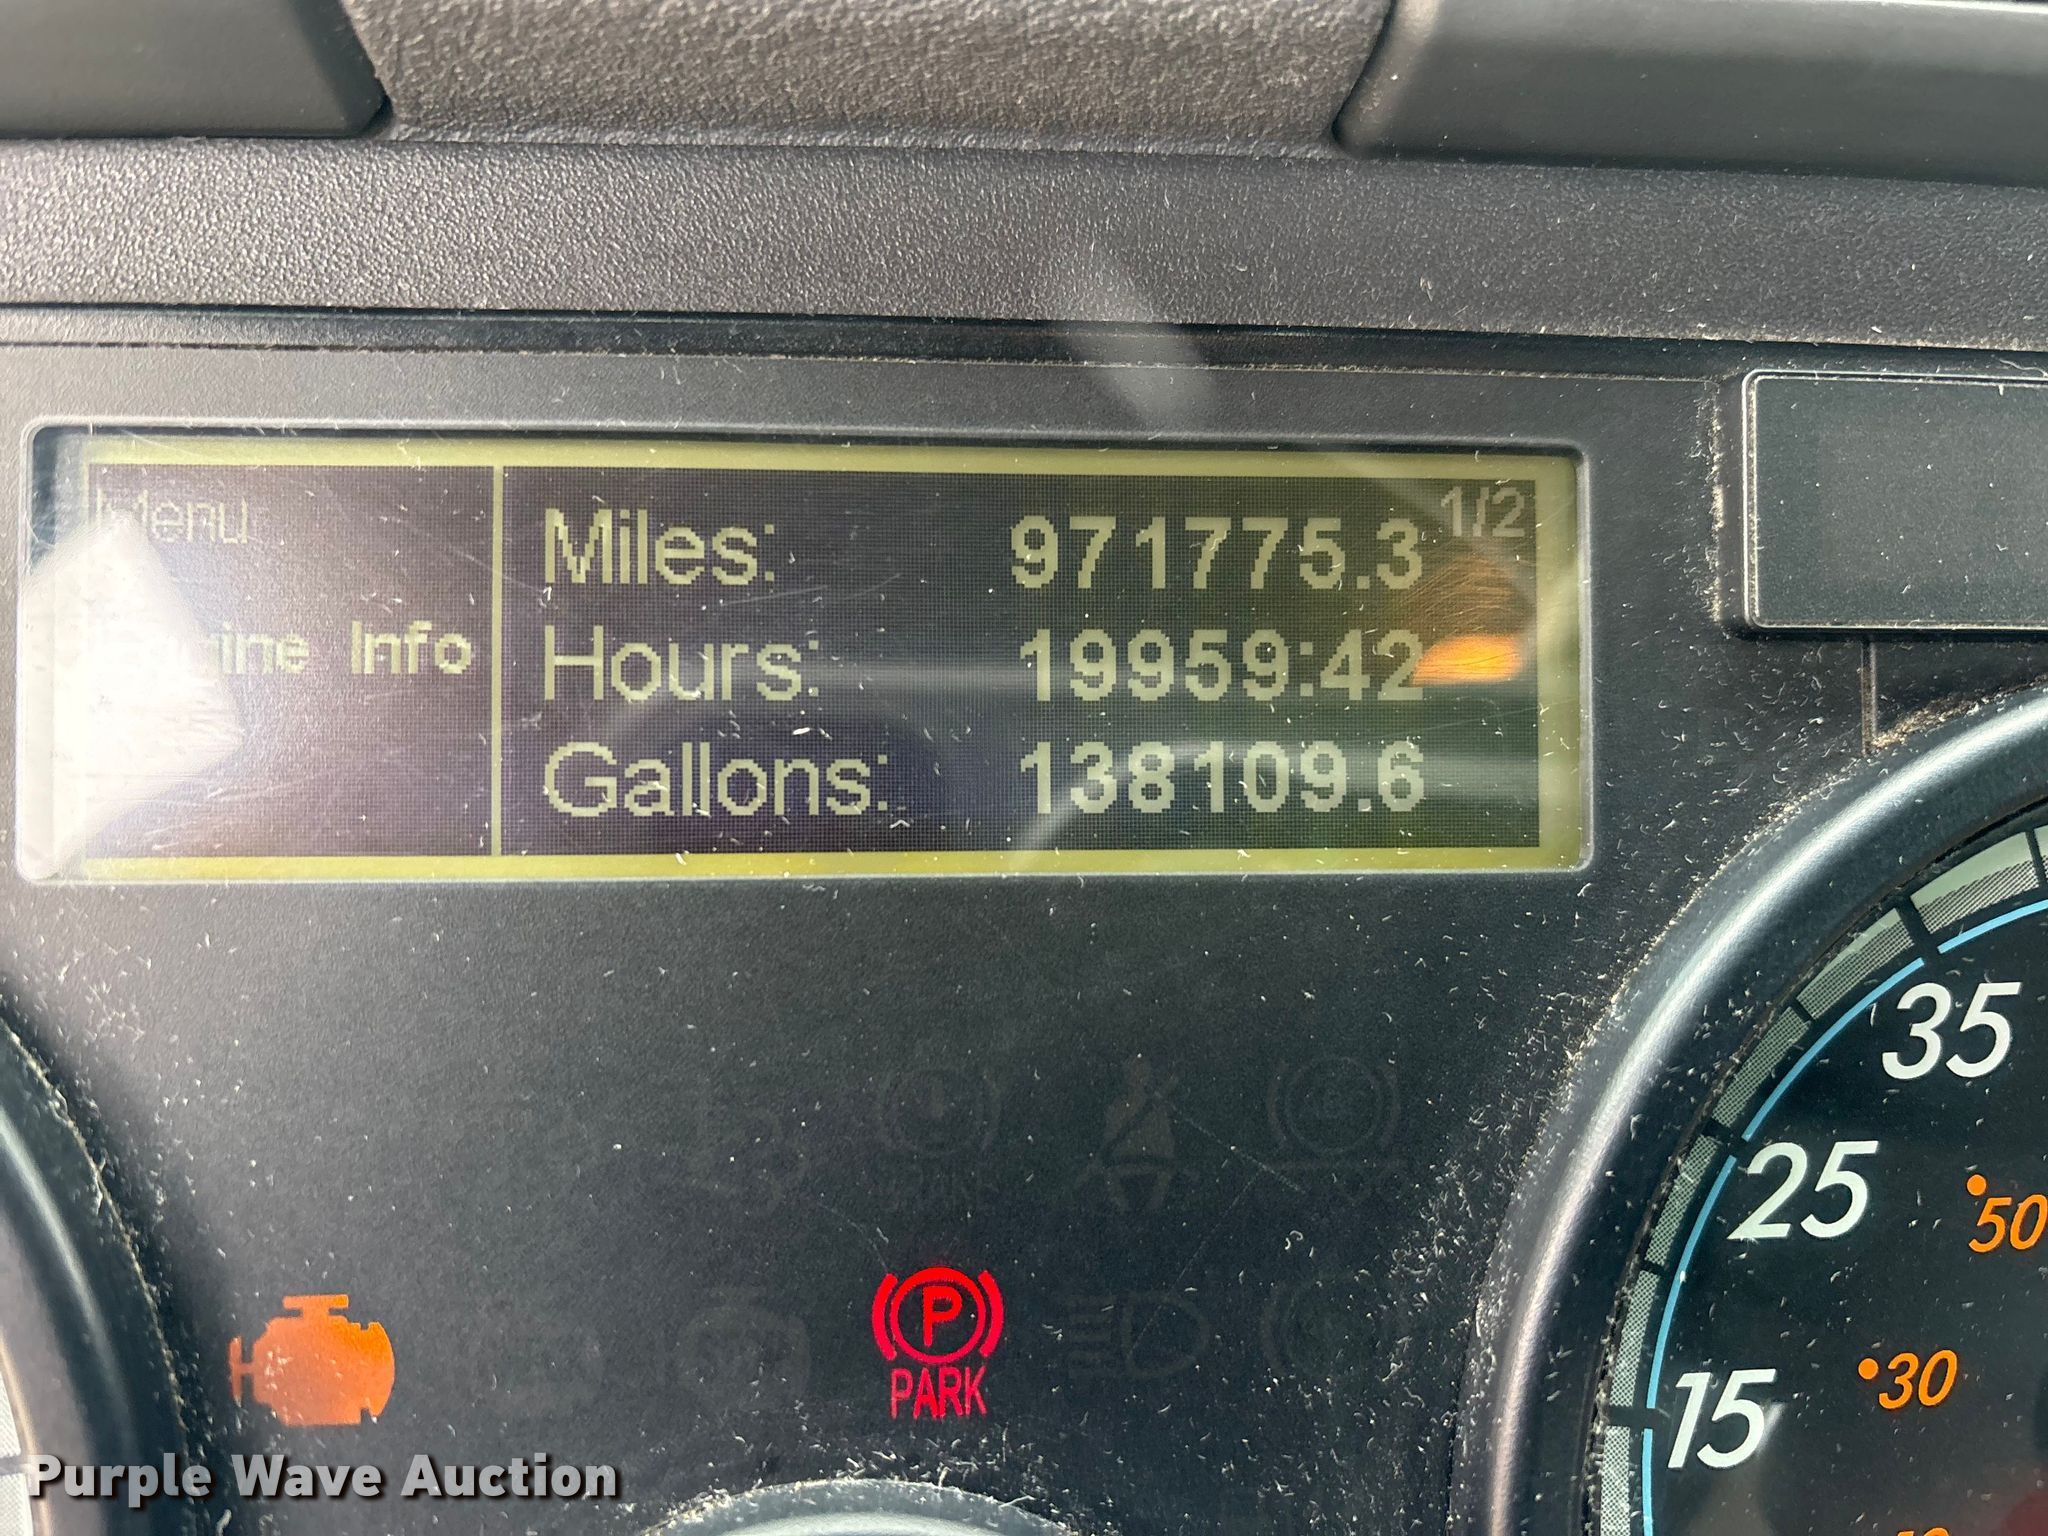 Menu
1/2
Engine Info
Miles: 971775.3
Hours: 19959:42
Gallons: 138109.6
35
25
50
PARK
30
15
Purple Wave Auction